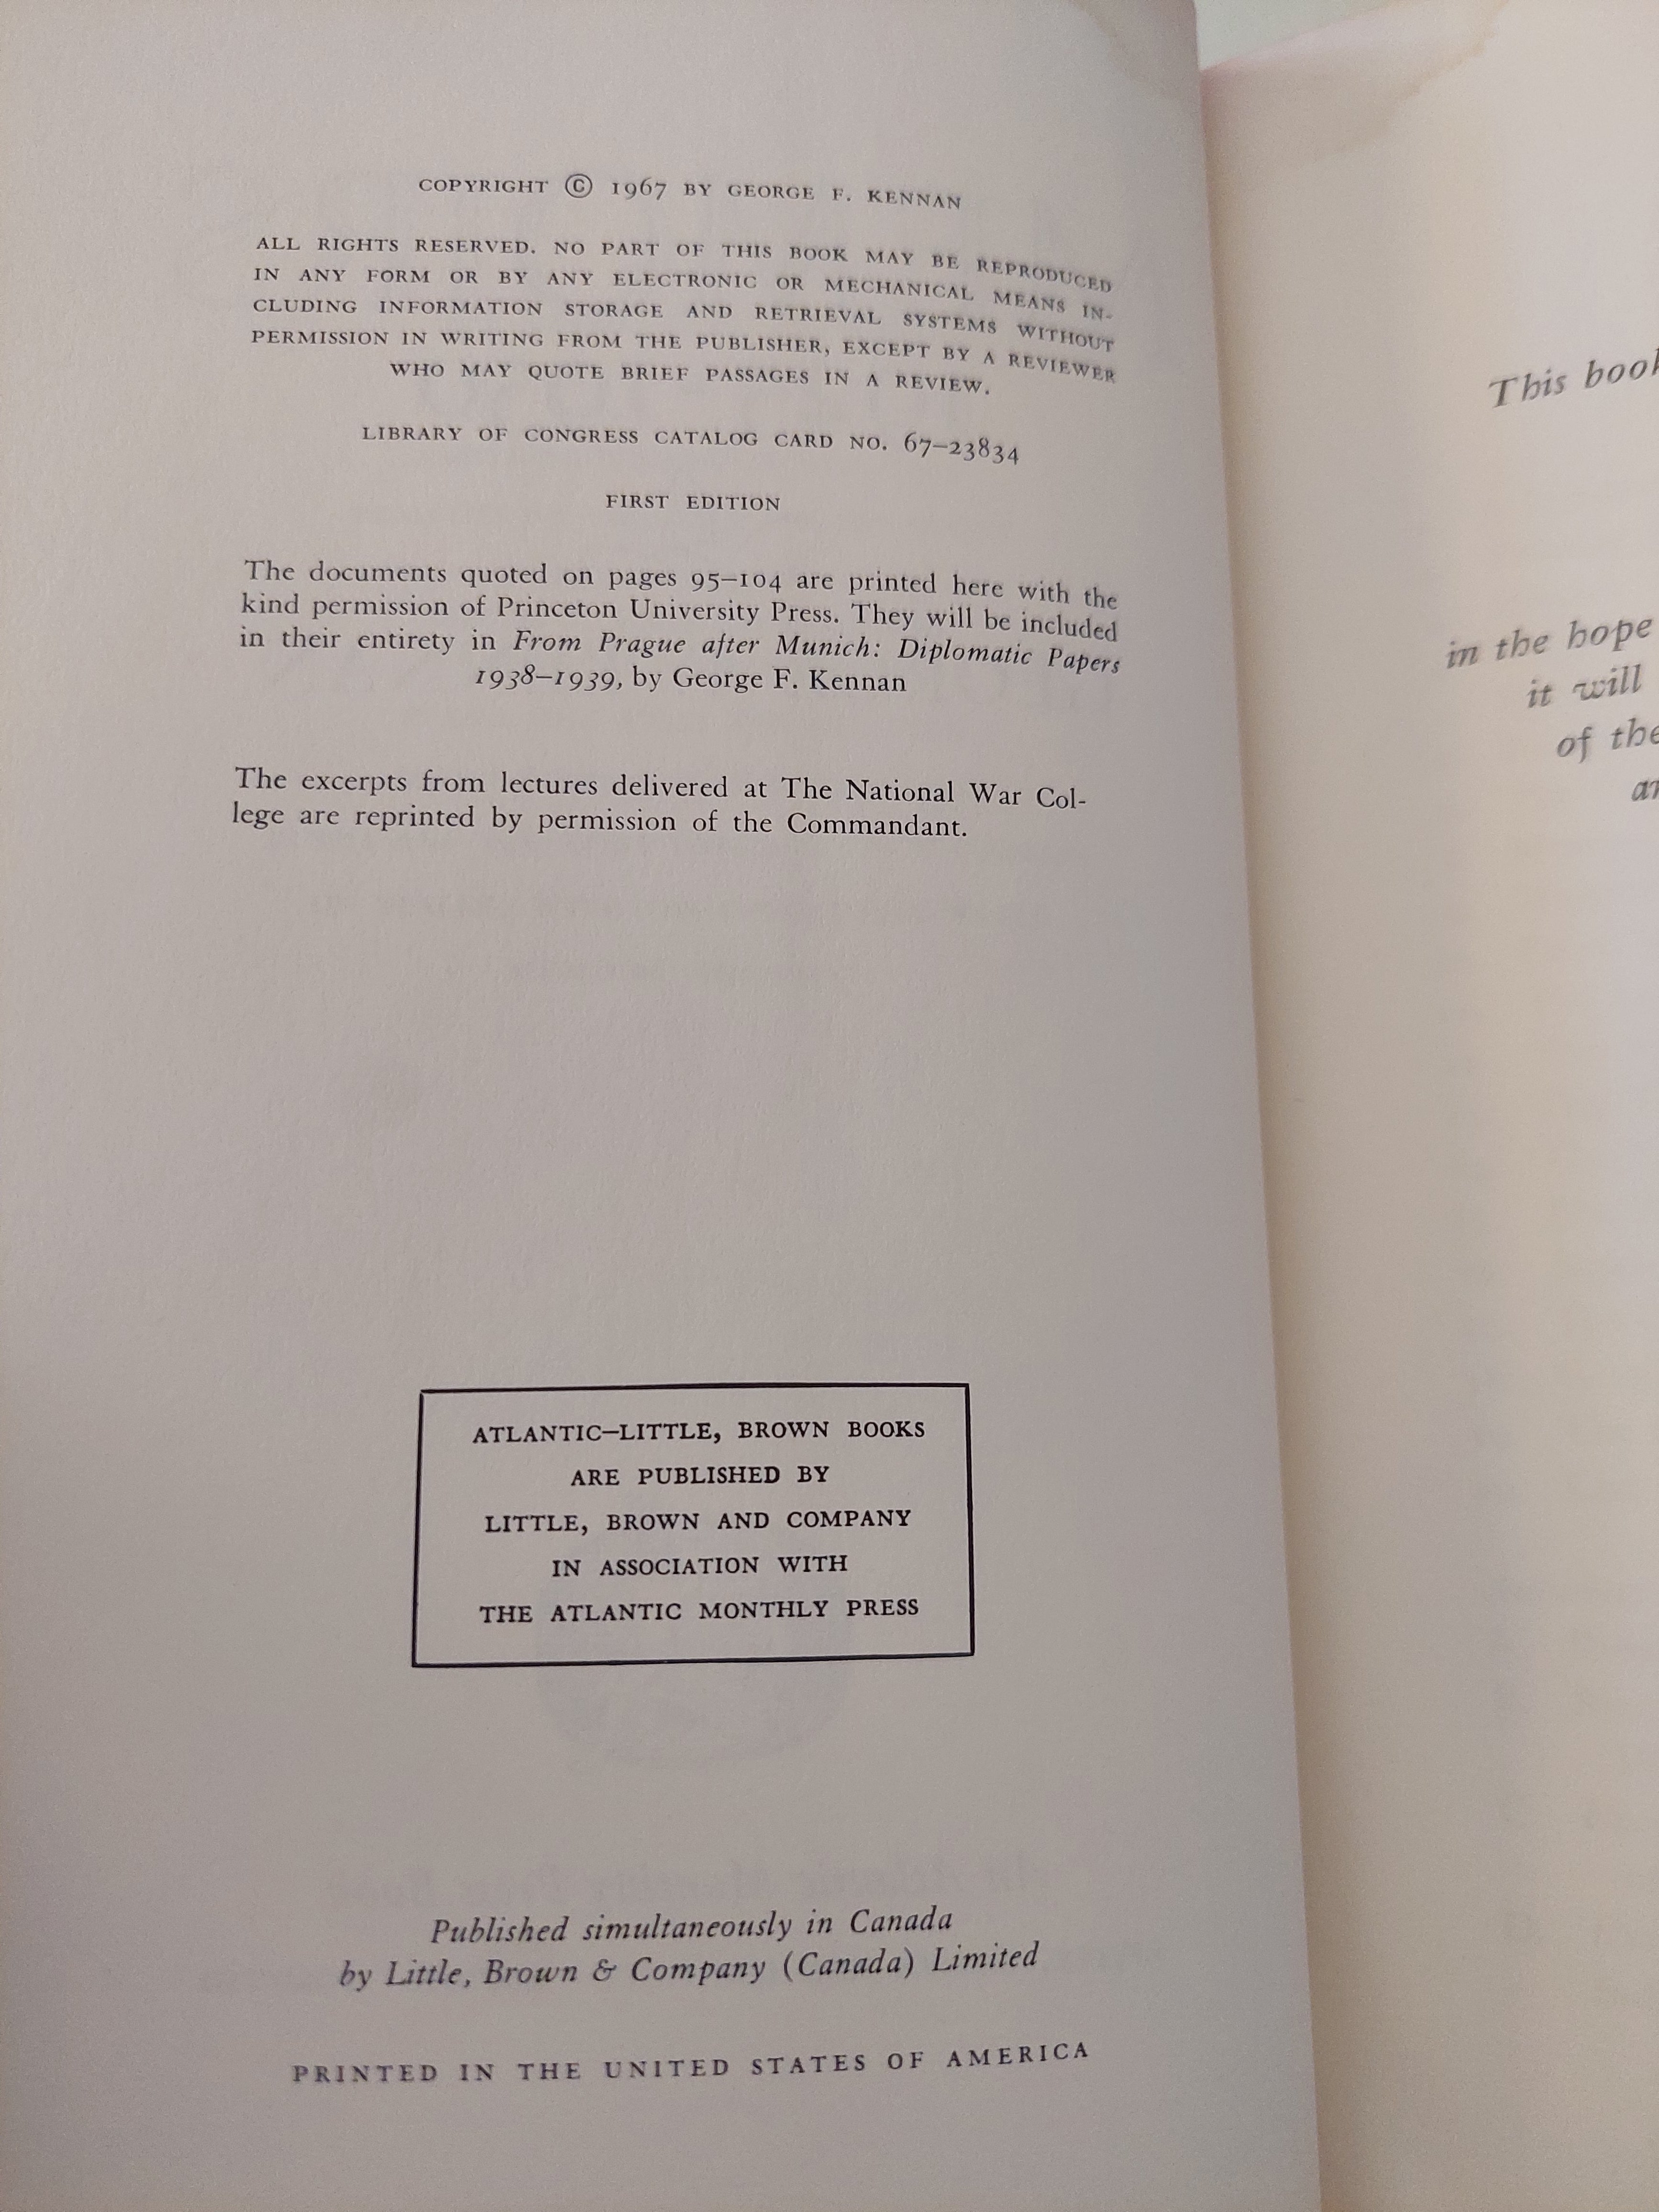 COPYRIGHT © 1967 BY GEORGE F. KENNAN
ALL RIGHTS RESERVED. NO PART OF THIS BOOK MAY BE REPRODUCED
IN ANY FORM OR BY ANY ELECTRONIC OR MECHANICAL MEANS IN-
CLUDING INFORMATION STORAGE AND RETRIEVAL SYSTEMS WITHOUT
PERMISSION IN WRITING FROM THE PUBLISHER, EXCEPT BY A REVIEWER
WHO MAY QUOTE BRIEF PASSAGES IN A REVIEW.
LIBRARY OF CONGRESS CATALOG CARD NO. 67–23834
FIRST EDITION
The documents quoted on pages 95–104 are printed here with the
kind permission of Princeton University Press. They will be included
in their entirety in From Prague after Munich: Diplomatic Papers
1938–1939, by George F. Kennan
The excerpts from lectures delivered at The National War Col-
lege are reprinted by permission of the Commandant.
ATLANTIC–LITTLE, BROWN BOOKS
ARE PUBLISHED BY
LITTLE, BROWN AND COMPANY
IN ASSOCIATION WITH
THE ATLANTIC MONTHLY PRESS
Published simultaneously in Canada
by Little, Brown & Company (Canada) Limited
PRINTED IN THE UNITED STATES OF AMERICA
This book
in the hope
it will
of the